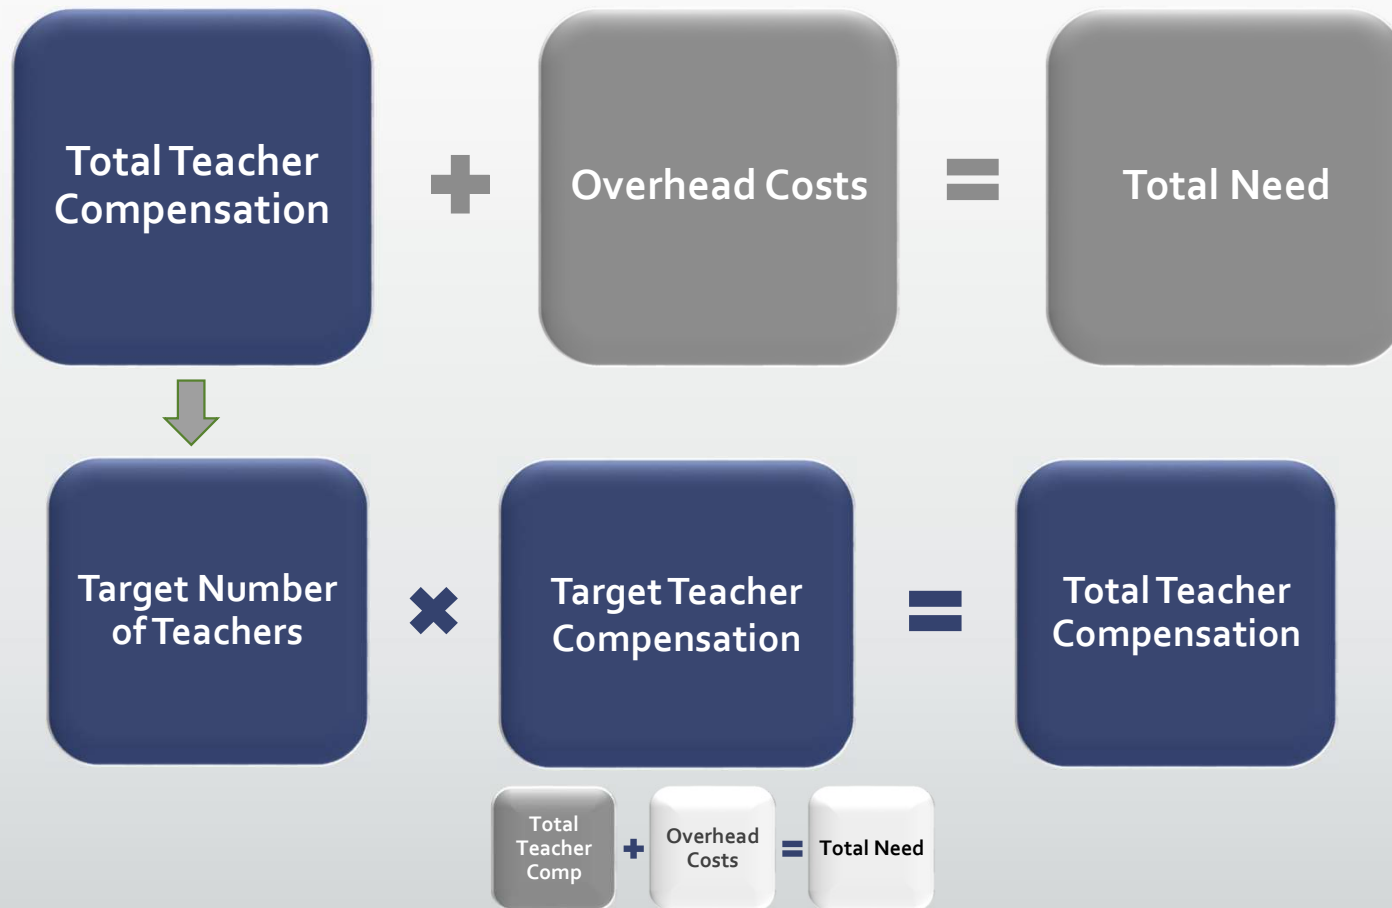 Total Teacher
Compensation
+
Overhead Costs
=
Total Need
Target Number
of Teachers
×
Target Teacher
Compensation
=
Total Teacher
Compensation
Total
Teacher
Comp
+
Overhead
Costs
=
Total Need